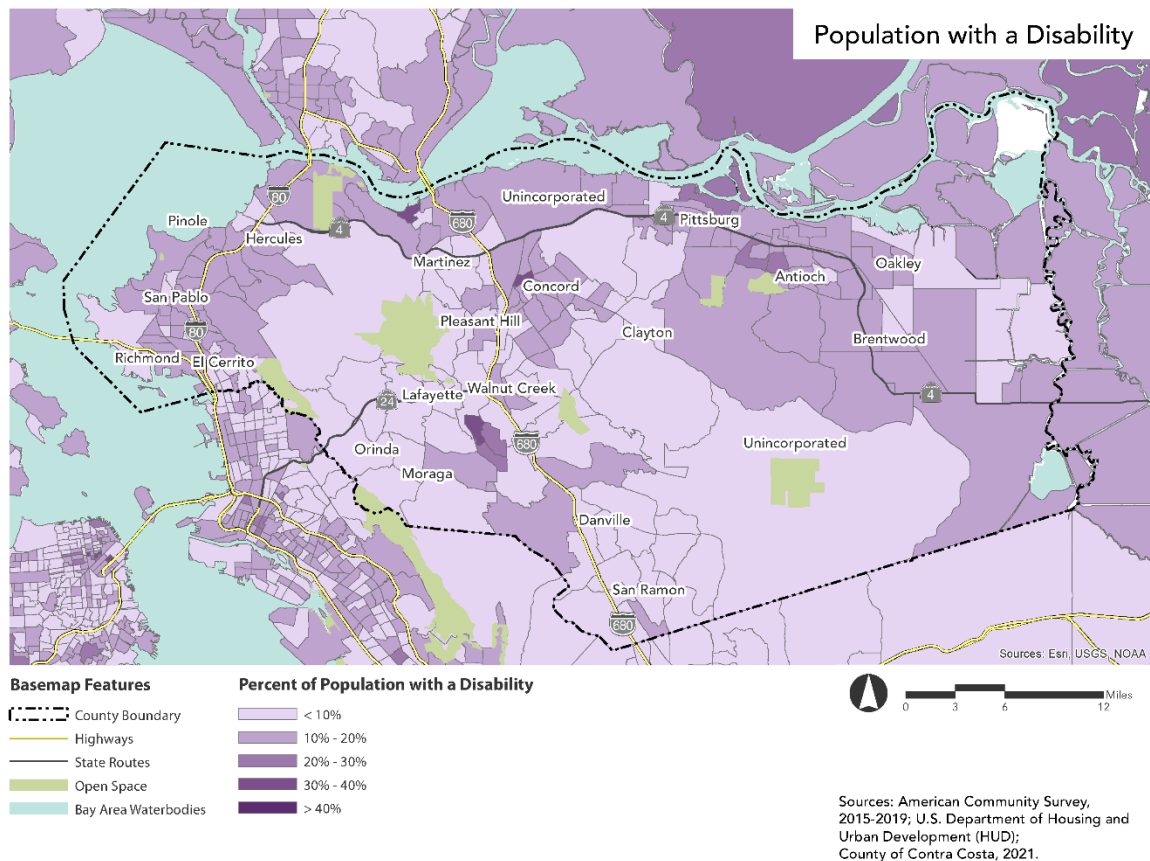 Population with a Disability
Unincorporated
Pinole
80
680
4
Pittsburg
Hercules
4
Martinez
Oakley
Antioch
San Pablo
Concord
80
Pleasant Hill
Clayton
Brentwood
Richmond
El Cerrito
Walnut Creek
Lafayette
24
4
680
Unincorporated
Orinda
Moraga
Danville
San Ramon
680
Sources: Esri, USGS, NOAA
Basemap Features
County Boundary
Highways
State Routes
Open Space
Bay Area Waterbodies
Percent of Population with a Disability
< 10%
10% - 20%
20% - 30%
30% - 40%
> 40%
Miles
0 3 6 12
Sources: American Community Survey,
2015-2019; U.S. Department of Housing and
Urban Development (HUD);
County of Contra Costa, 2021.